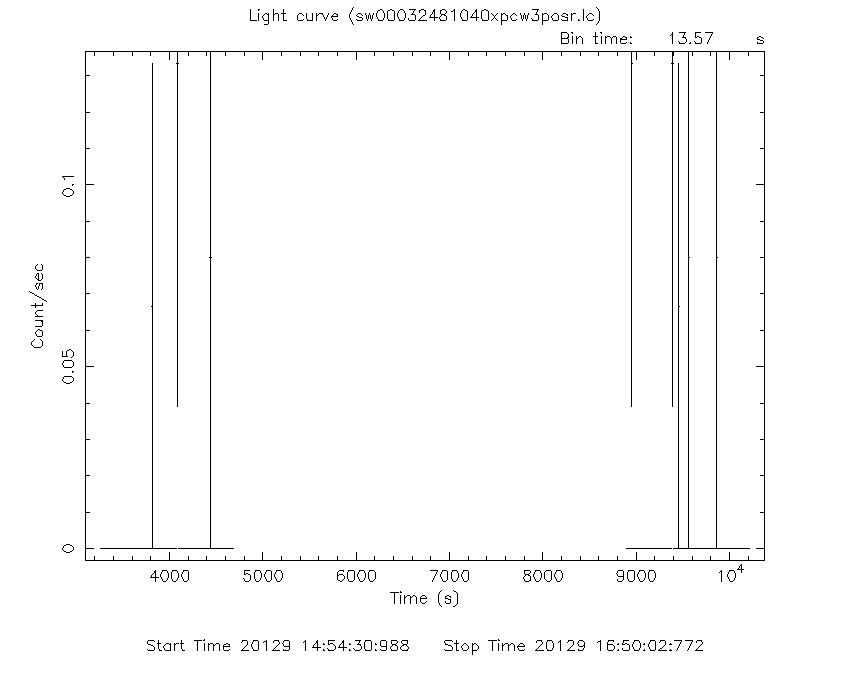 Light curve (sw00032481040xpcw3posr.lc)
Bin time: 13.57 s
Count/sec
0.1
0.05
0
4000 5000 6000 7000 8000 9000 10⁴
Time (s)
Start Time 20129 14:54:30:988 Stop Time 20129 16:50:02:772